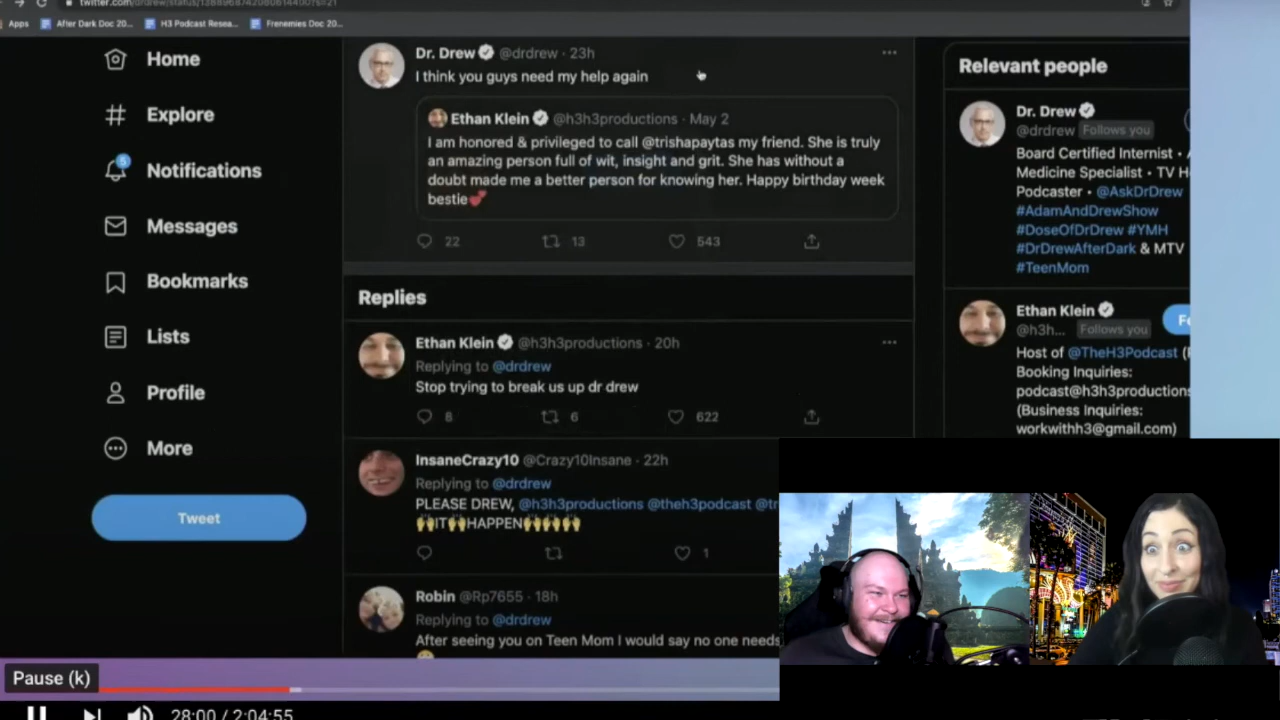 Apps After Dark Doc 20... H3 Podcast Resea... Frenemies Doc 20...
Home
Explore
5
Notifications
Messages
Bookmarks
Lists
Profile
More
Tweet
Dr. Drew @drdrew · 23h
I think you guys need my help again
Ethan Klein @h3h3productions · May 2
I am honored & privileged to call @trishapaytas my friend. She is truly
an amazing person full of wit, insight and grit. She has without a
doubt made me a better person for knowing her. Happy birthday week
bestie💕
22 13 543
Replies
Ethan Klein @h3h3productions · 20h
Replying to @drdrew
Stop trying to break us up dr drew
8 6 622
InsaneCrazy10 @Crazy10Insane · 22h
Replying to @drdrew
PLEASE DREW, @h3h3productions @theh3podcast @tr
🙌IT🙌HAPPEN🙌🙌🙌🙌
1
Robin @Rp7655 · 18h
Replying to @drdrew
After seeing you on Teen Mom I would say no one needs
Relevant people
Dr. Drew
@drdrew Follows you
Board Certified Internist •
Medicine Specialist • TV H
Podcaster • @AskDrDrew
#AdamAndDrewShow
#DoseOfDrDrew #YMH
#DrDrewAfterDark & MTV
#TeenMom
Ethan Klein
@h3h... Follows you
Fo
Host of @TheH3Podcast (
Booking Inquiries:
podcast@h3h3productions
(Business Inquiries:
workwithh3@gmail.com)
Pause (k)
28:00 / 2:04:55